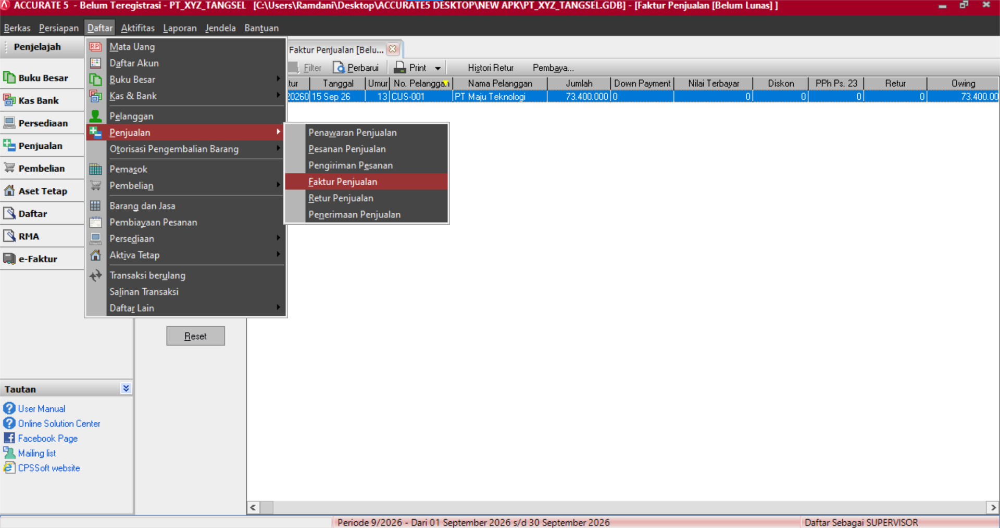 ACCURATE 5 - Belum Teregistrasi - PT_XYZ_TANGSEL [C:\Users\Ramdani\Desktop\ACCURATE5 DESKTOP\NEW APK\PT_XYZ_TANGSEL.GDB] - [Faktur Penjualan [Belum Lunas] ]
Berkas Persiapan Daftar Aktifitas Laporan Jendela Bantuan
Penjelajah
Buku Besar
Kas Bank
Persediaan
Penjualan
Pembelian
Aset Tetap
Daftar
RMA
e-Faktur
RP
Mata Uang
Daftar Akun
Buku Besar
Kas & Bank
Pelanggan
Penjualan
Otorisasi Pengembalian Barang
Pemasok
Pembelian
Barang dan Jasa
Pembiayaan Pesanan
Persediaan
Aktiva Tetap
Transaksi berulang
Salinan Transaksi
Daftar Lain
Penawaran Penjualan
Pesanan Penjualan
Pengiriman Pesanan
Faktur Penjualan
Retur Penjualan
Penerimaan Penjualan
Faktur Penjualan [Belu...
Filter Perbarui Print Histori Retur Pembaya...
tur Tanggal Umur No. Pelanggan Nama Pelanggan Jumlah Down Payment Nilai Terbayar Diskon PPh Ps. 23 Retur Owing
20260 15 Sep 26 13 CUS-001 PT Maju Teknologi 73.400.000 0 0 0 0 0 73.400.00
Reset
Tautan
User Manual
Online Solution Center
Facebook Page
Mailing list
CPSSoft website
Periode 9/2026 - Dari 01 September 2026 s/d 30 September 2026
Daftar Sebagai SUPERVISOR